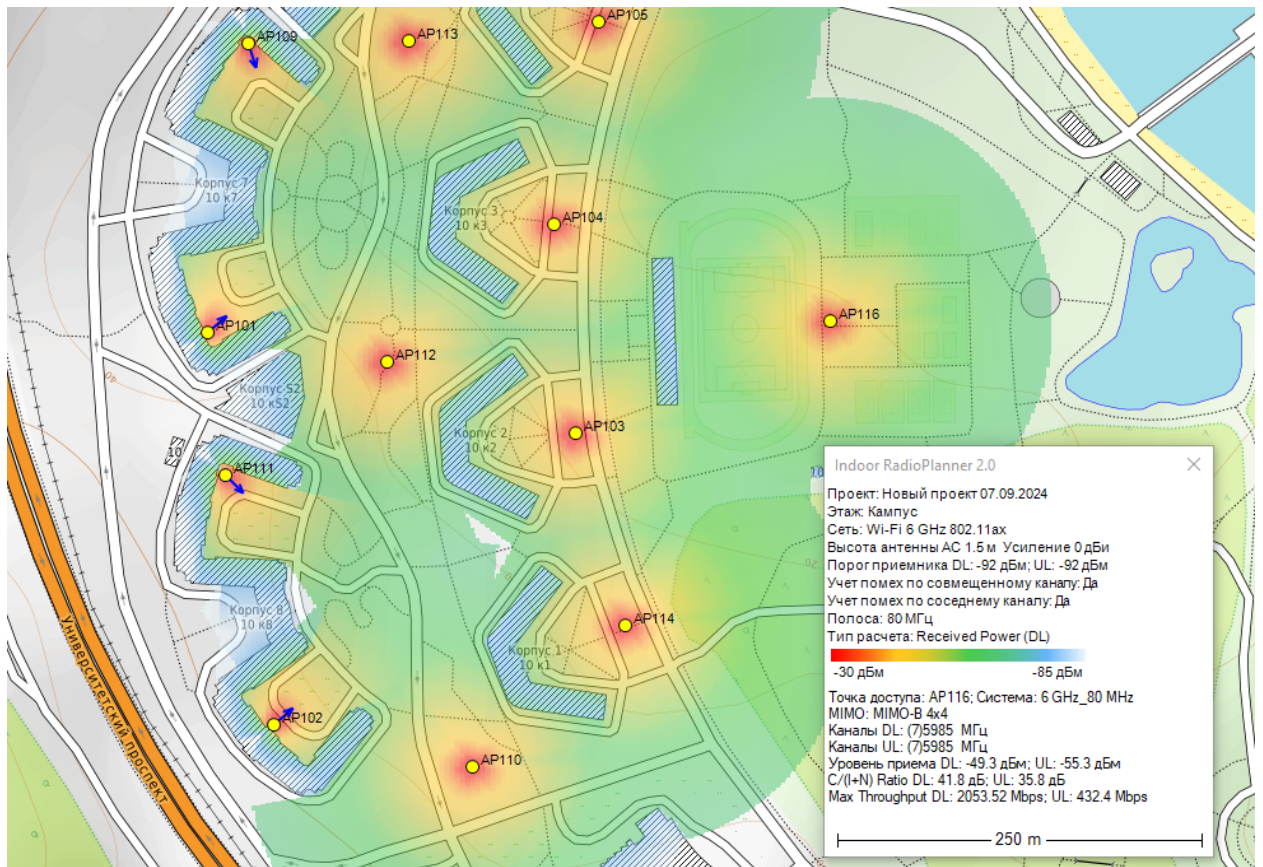 AP105
AP109
AP113
Корпус 7
10 к7
Корпус 3
10 к3
AP104
AP101
AP116
AP112
Корпус S2
10 кS2
AP103
Корпус 2
10 к2
10
AP111
10
Корпус 8
10 к8
AP114
Корпус 1
10 к1
Университетский проспект
AP102
AP110
Indoor RadioPlanner 2.0
Проект: Новый проект 07.09.2024
Этаж: Кампус
Сеть: Wi-Fi 6 GHz 802.11ax
Высота антенны АС 1.5 м Усиление 0 дБи
Порог приемника DL: -92 дБм; UL: -92 дБм
Учет помех по совмещенному каналу: Да
Учет помех по соседнему каналу: Да
Полоса: 80 МГц
Тип расчета: Received Power (DL)
-30 дБм -85 дБм
Точка доступа: AP116; Система: 6 GHz_80 MHz
MIMO: MIMO-B 4x4
Каналы DL: (7)5985 МГц
Каналы UL: (7)5985 МГц
Уровень приема DL: -49.3 дБм; UL: -55.3 дБм
C/(I+N) Ratio DL: 41.8 дБ; UL: 35.8 дБ
Max Throughput DL: 2053.52 Mbps; UL: 432.4 Mbps
250 m